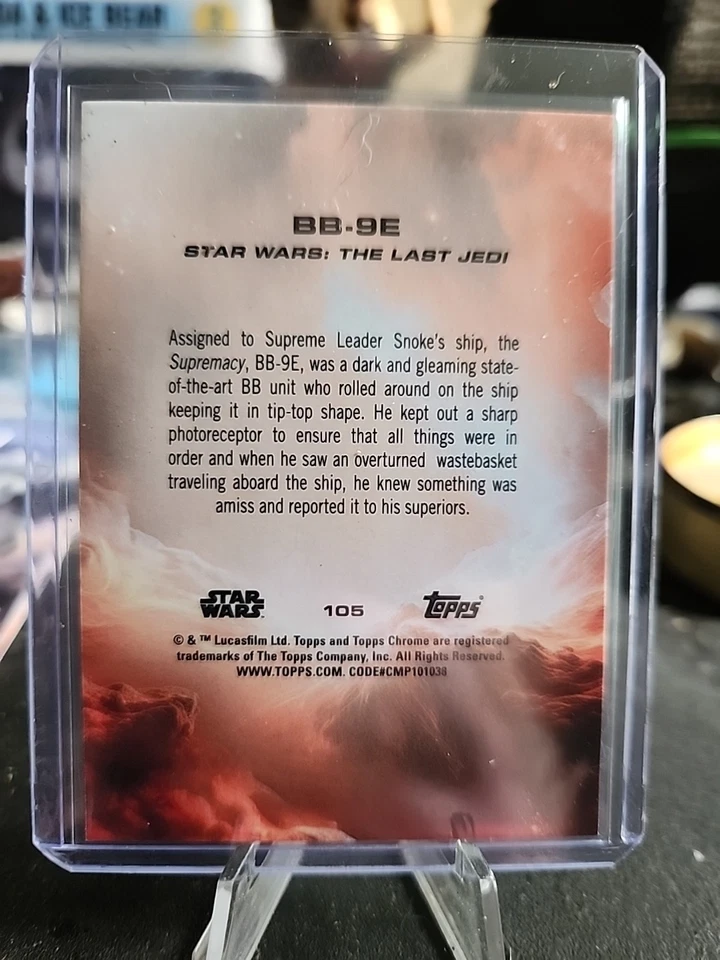 & ICE BEAR
BB-9E
STAR WARS: THE LAST JEDI
Assigned to Supreme Leader Snoke's ship, the
Supremacy, BB-9E, was a dark and gleaming state-
of-the-art BB unit who rolled around on the ship
keeping it in tip-top shape. He kept out a sharp
photoreceptor to ensure that all things were in
order and when he saw an overturned wastebasket
traveling aboard the ship, he knew something was
amiss and reported it to his superiors.
STAR WARS 105 TOPPS
© & ™ Lucasfilm Ltd. Topps and Topps Chrome are registered
trademarks of The Topps Company, Inc. All Rights Reserved.
WWW.TOPPS.COM. CODE#CMP101038